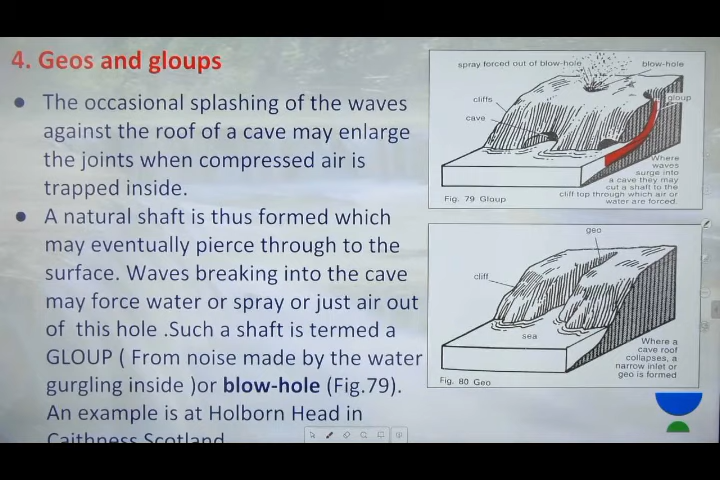 4. Geos and gloups
● The occasional splashing of the waves
against the roof of a cave may enlarge
the joints when compressed air is
trapped inside.
● A natural shaft is thus formed which
may eventually pierce through to the
surface. Waves breaking into the cave
may force water or spray or just air out
of this hole .Such a shaft is termed a
GLOUP ( From noise made by the water
gurgling inside )or blow-hole (Fig.79).
An example is at Holborn Head in
Caithness Scotland
spray forced out of blow-hole
blow-hole
cliffs
gloup
cave
Where
waves
surge into
a cave they may
cut a shaft to the
cliff top through which air or
water are forced.
Fig. 79 Gloup
geo
cliff
sea
Where a
cave roof
collapses, a
narrow inlet or
geo is formed
Fig. 80 Geo